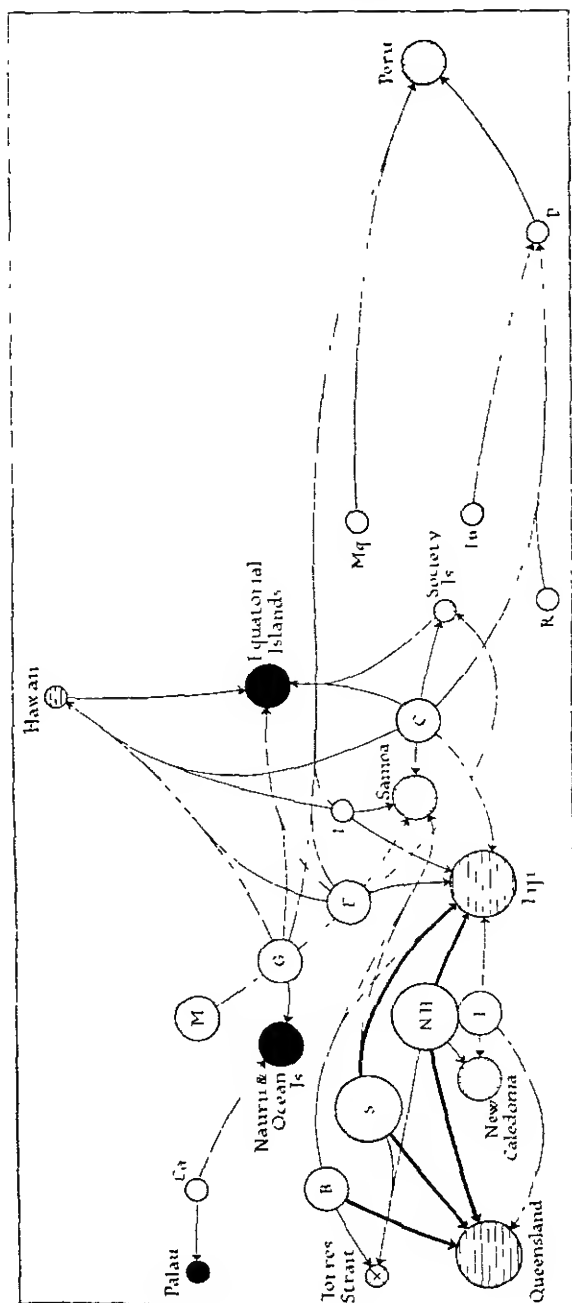 Hawaii
Peru
Palau
Ca
M
Equatorial
Islands
Nauru &
Ocean
Is
G
Mq
Society
Is
T
Samoa
C
B
S
Torres
Strait
NH
Fiji
R
New
Caledonia
Queensland